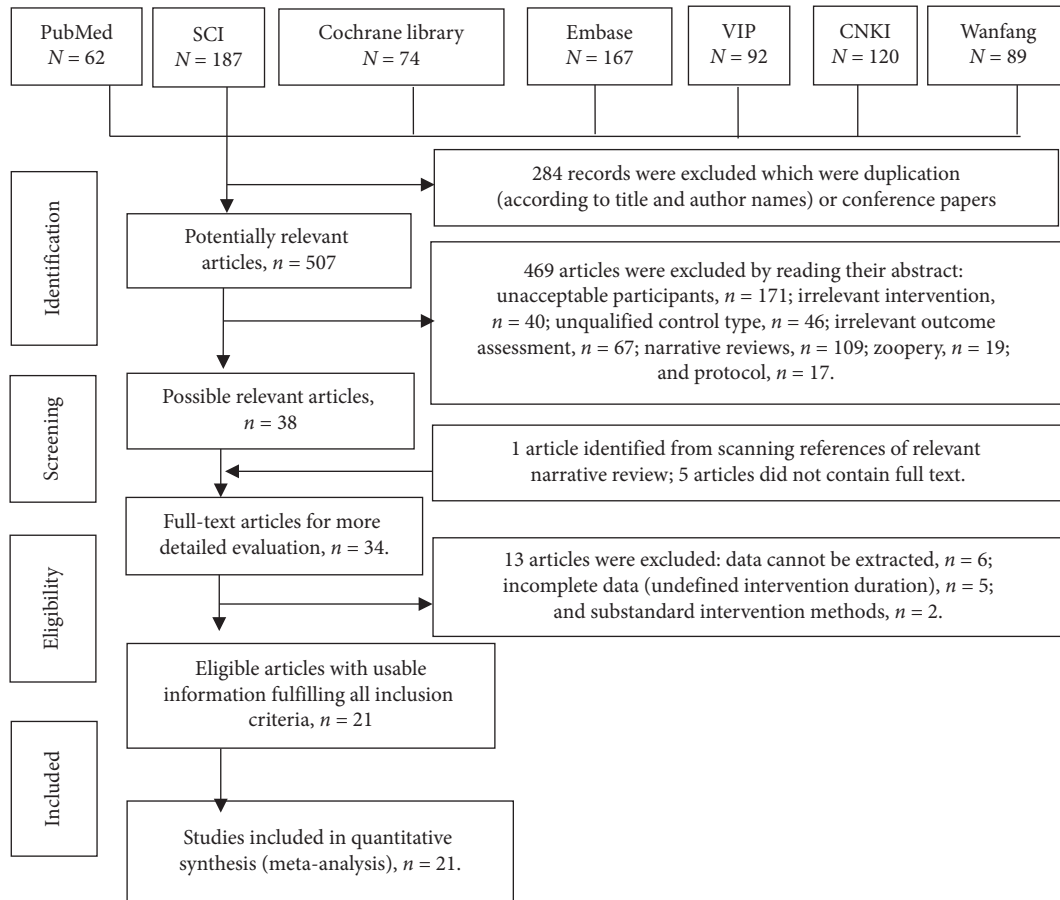 PubMed
N = 62
SCI
N = 187
Cochrane library
N = 74
Embase
N = 167
VIP
N = 92
CNKI
N = 120
Wanfang
N = 89
Identification
284 records were excluded which were duplication
(according to title and author names) or conference papers
Potentially relevant
articles, n = 507
469 articles were excluded by reading their abstract:
unacceptable participants, n = 171; irrelevant intervention,
n = 40; unqualified control type, n = 46; irrelevant outcome
assessment, n = 67; narrative reviews, n = 109; zoopery, n = 19;
and protocol, n = 17.
Screening
Possible relevant articles,
n = 38
1 article identified from scanning references of relevant
narrative review; 5 articles did not contain full text.
Full-text articles for more
detailed evaluation, n = 34.
Eligibility
13 articles were excluded: data cannot be extracted, n = 6;
incomplete data (undefined intervention duration), n = 5;
and substandard intervention methods, n = 2.
Eligible articles with usable
information fulfilling all inclusion
criteria, n = 21
Included
Studies included in quantitative
synthesis (meta-analysis), n = 21.